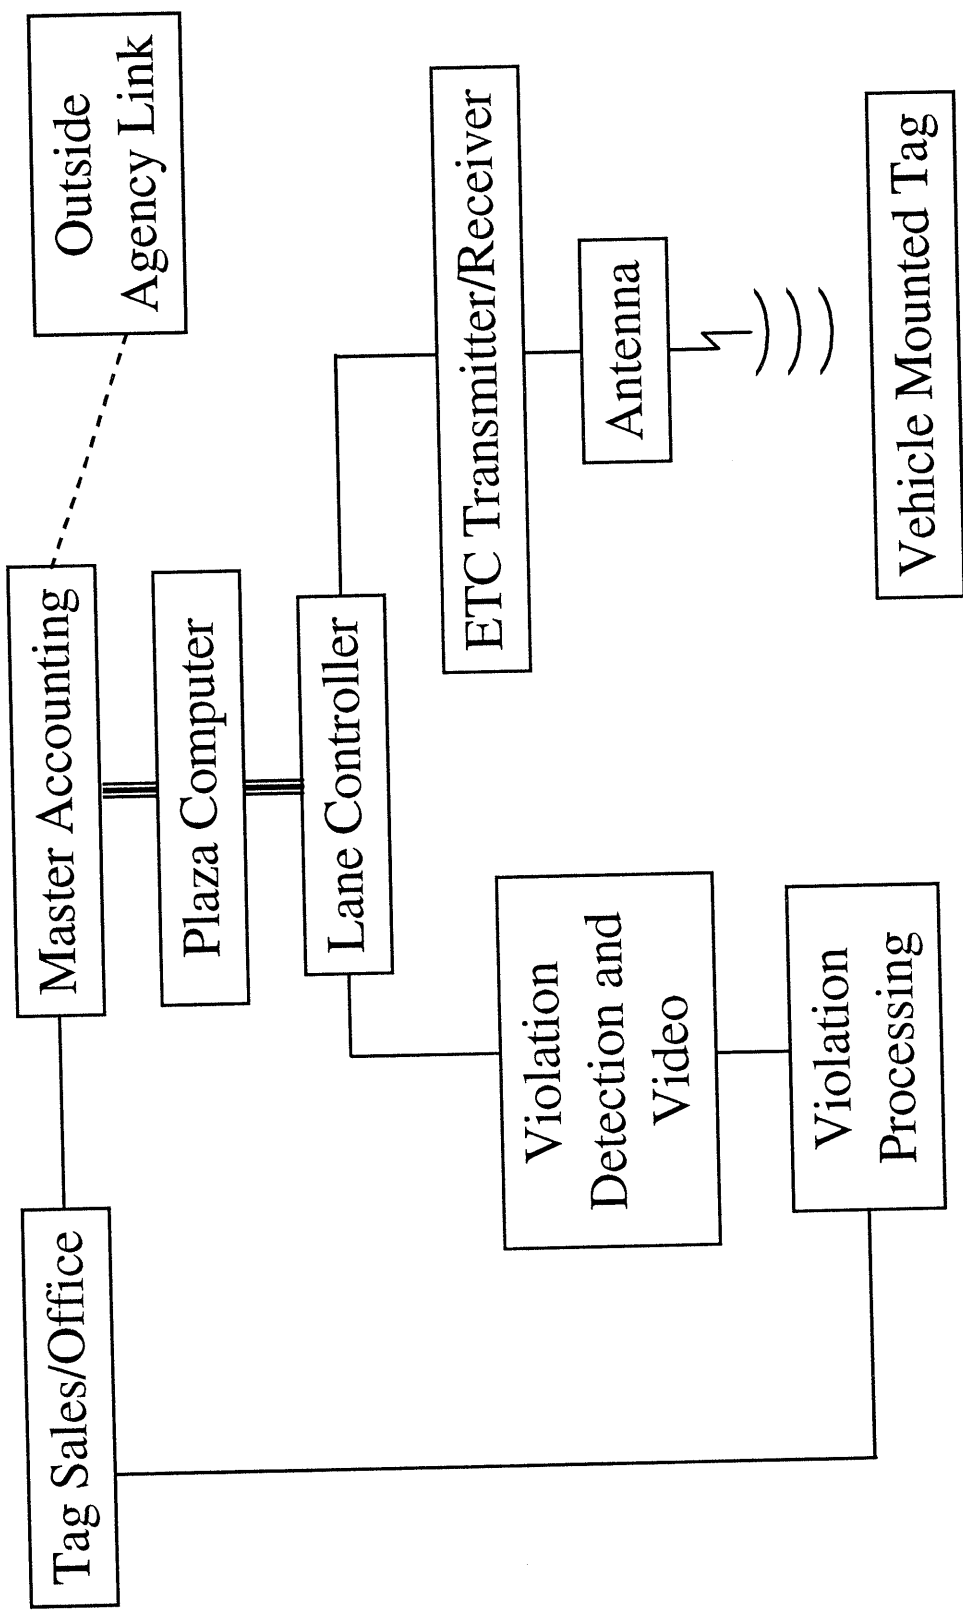 Tag Sales/Office
Master Accounting
Outside
Agency Link
Plaza Computer
Lane Controller
ETC Transmitter/Receiver
Violation
Detection and
Video
Antenna
Violation
Processing
Vehicle Mounted Tag